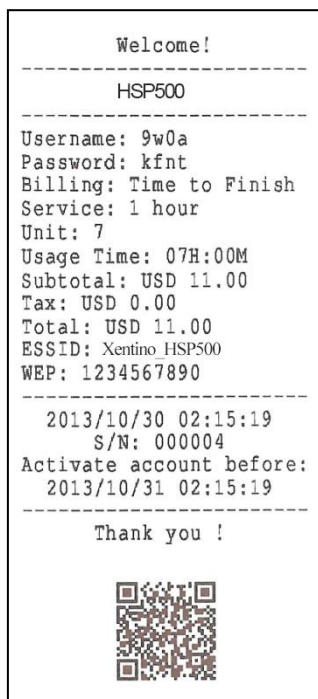 Welcome!
HSP500
Username: 9w0a
Password: kfnt
Billing: Time to Finish
Service: 1 hour
Unit: 7
Usage Time: 07H:00M
Subtotal: USD 11.00
Tax: USD 0.00
Total: USD 11.00
ESSID: Xentino_HSP500
WEP: 1234567890
2013/10/30 02:15:19
S/N: 000004
Activate account before:
2013/10/31 02:15:19
Thank you !